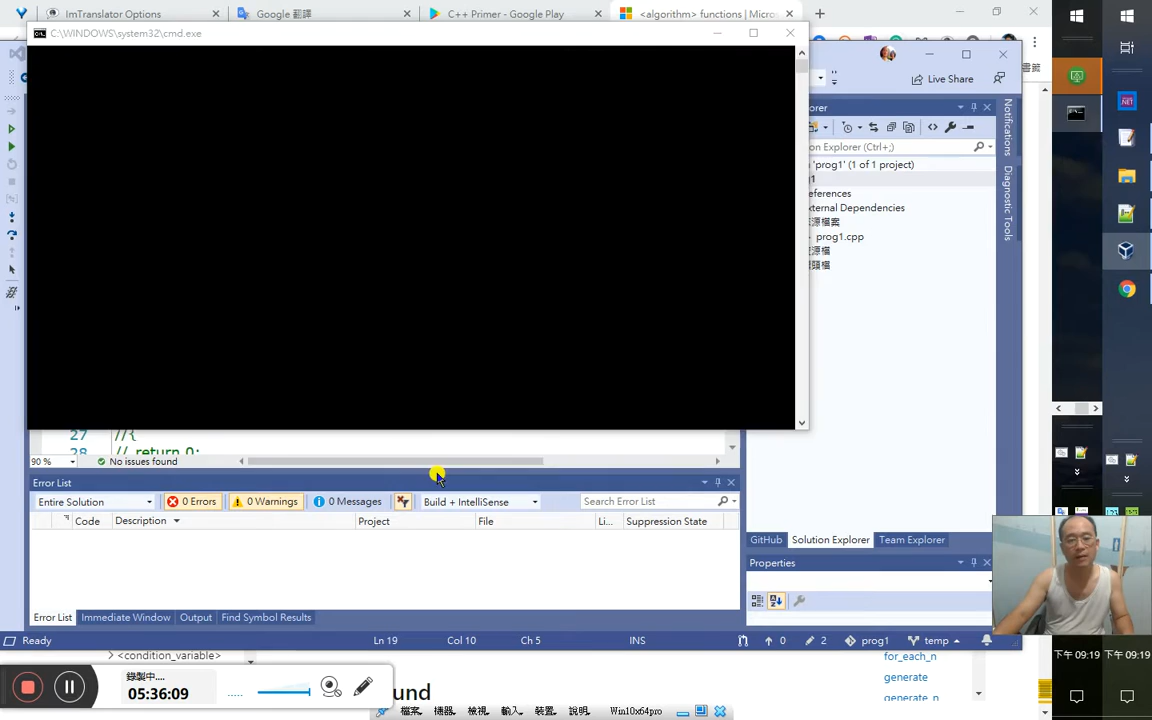 ImTranslator Options
Google 翻譯
C++ Primer - Google Play
<algorithm> functions | Micros
C:\WINDOWS\system32\cmd.exe
Live Share
書籤
orer
on Explorer (Ctrl+;)
'prog1' (1 of 1 project)
eferences
xternal Dependencies
源檔案
prog1.cpp
源檔
頭檔
Notifications
Diagnostic Tools
.NET
27
//{
28
// return 0;
90 %
No issues found
Error List
Entire Solution
0 Errors
0 Warnings
0 Messages
Build + IntelliSense
Search Error List
Code
Description
Project
File
Li...
Suppression State
GitHub
Solution Explorer
Team Explorer
Properties
Error List
Immediate Window
Output
Find Symbol Results
Ready
Ln 19
Col 10
Ch 5
INS
0
2
prog1
temp
<condition_variable>
for_each_n
generate
generate_n
錄製中....
05:36:09
und
檔案
機器
檢視
輸入
裝置
說明
Win10x64pro
下午 09:19
下午 09:19